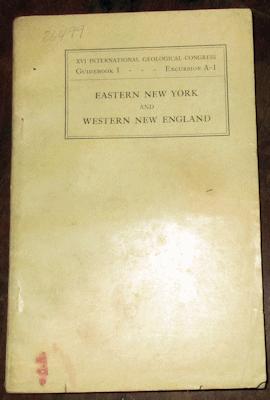 XVI INTERNATIONAL GEOLOGICAL CONGRESS
GUIDEBOOK 1 - - - EXCURSION A-1
EASTERN NEW YORK
AND
WESTERN NEW ENGLAND